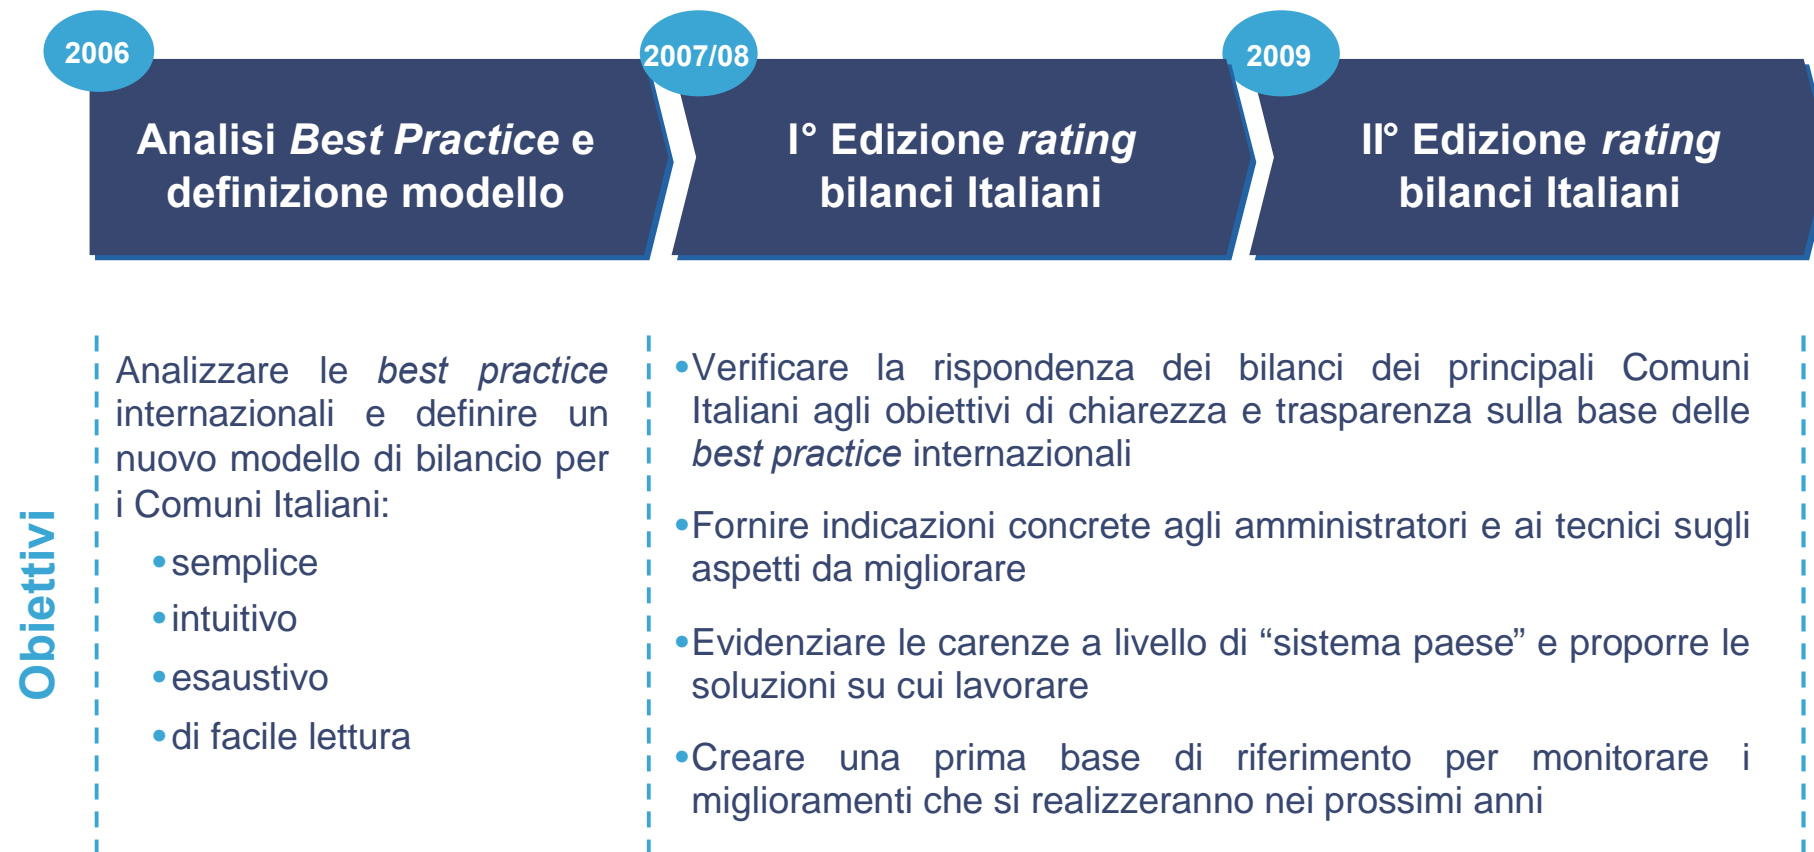 2006
2007/08
2009
Analisi Best Practice e
definizione modello
I° Edizione rating
bilanci Italiani
II° Edizione rating
bilanci Italiani
Obiettivi
Analizzare le best practice
internazionali e definire un
nuovo modello di bilancio per
i Comuni Italiani:
•semplice
•intuitivo
•esaustivo
•di facile lettura
•Verificare la rispondenza dei bilanci dei principali Comuni
Italiani agli obiettivi di chiarezza e trasparenza sulla base delle
best practice internazionali
•Fornire indicazioni concrete agli amministratori e ai tecnici sugli
aspetti da migliorare
•Evidenziare le carenze a livello di “sistema paese” e proporre le
soluzioni su cui lavorare
•Creare una prima base di riferimento per monitorare i
miglioramenti che si realizzeranno nei prossimi anni